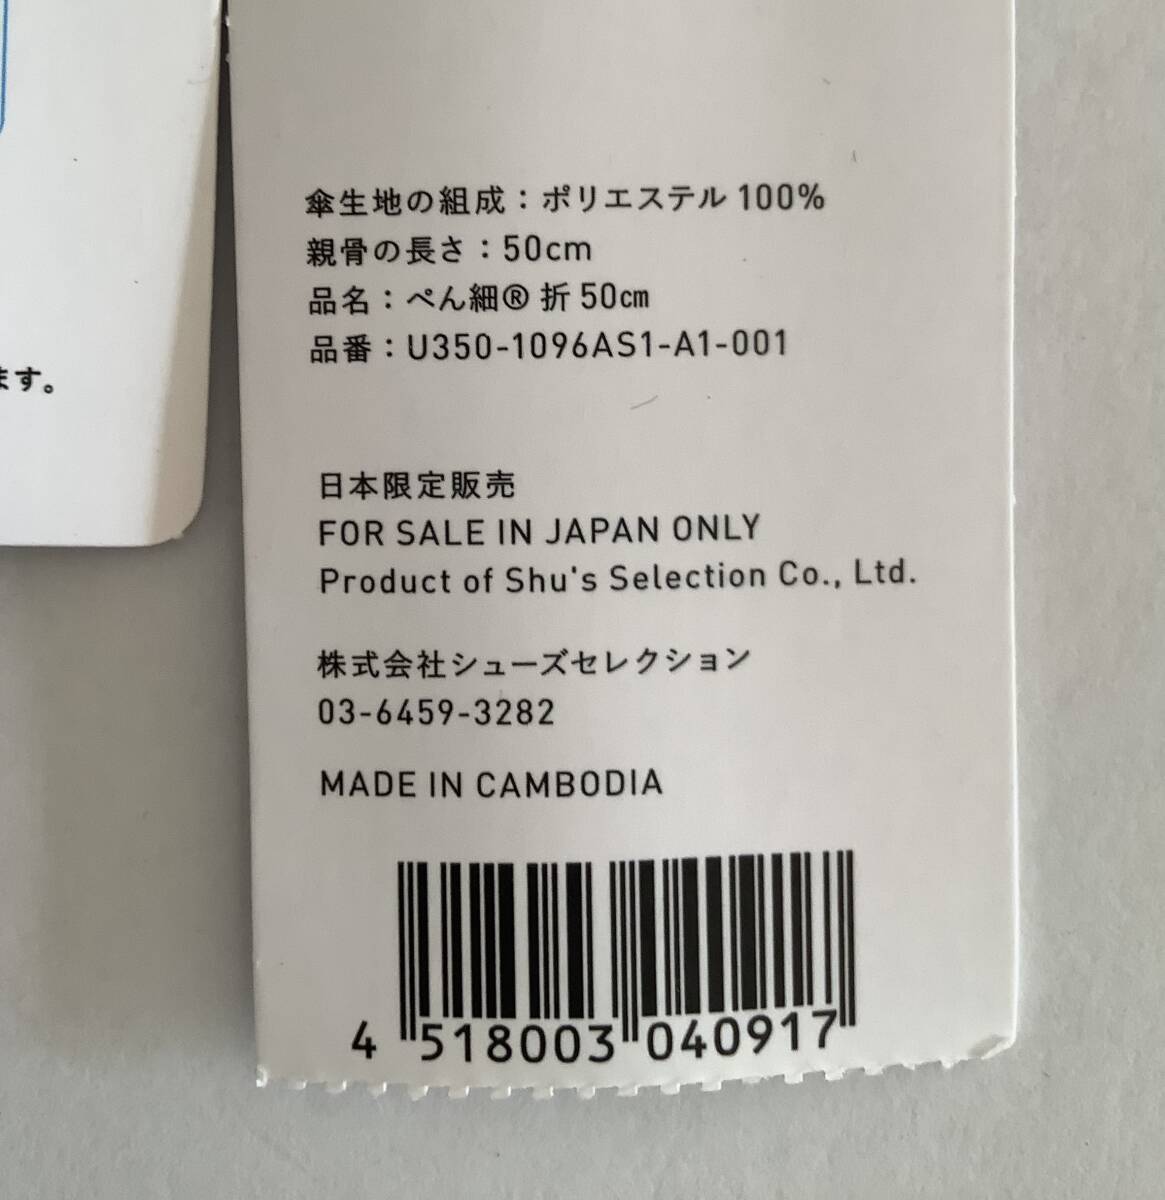 傘生地の組成：ポリエステル 100%
親骨の長さ：50cm
品名：ぺん細® 折 50㎝
品番：U350-1096AS1-A1-001
ます。
日本限定販売
FOR SALE IN JAPAN ONLY
Product of Shu's Selection Co., Ltd.
株式会社シューズセレクション
03-6459-3282
MADE IN CAMBODIA
4 518003 040917